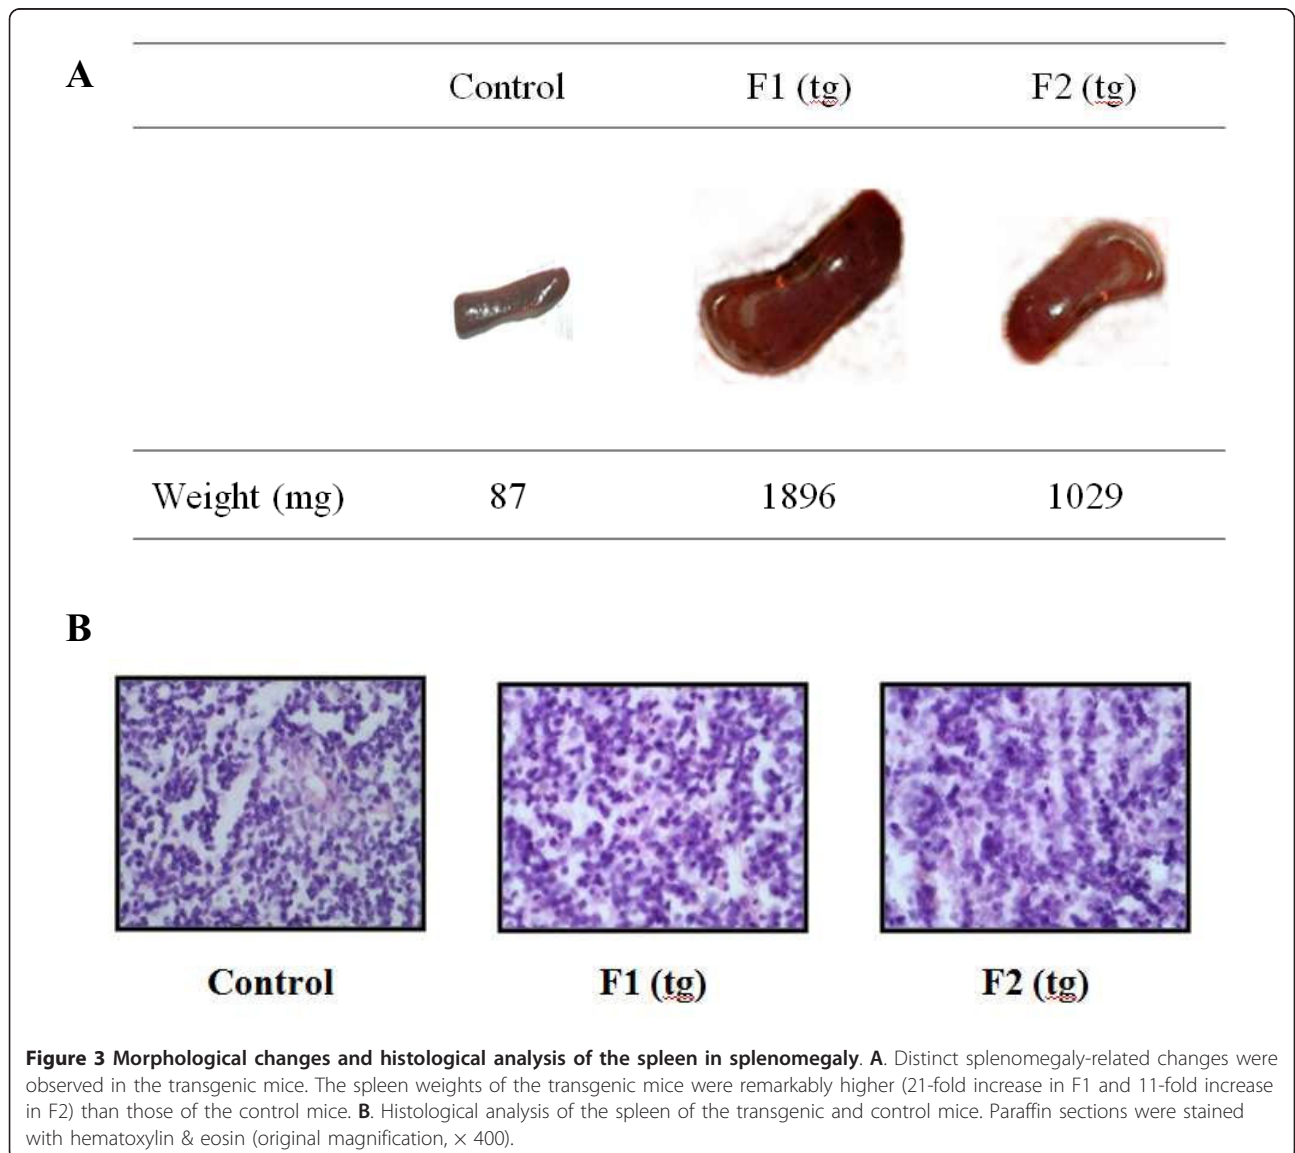 A
Control F1 (tg) F2 (tg)
Weight (mg) 87 1896 1029
B
Control F1 (tg) F2 (tg)
Figure 3 Morphological changes and histological analysis of the spleen in splenomegaly. A. Distinct splenomegaly-related changes were
observed in the transgenic mice. The spleen weights of the transgenic mice were remarkably higher (21-fold increase in F1 and 11-fold increase
in F2) than those of the control mice. B. Histological analysis of the spleen of the transgenic and control mice. Paraffin sections were stained
with hematoxylin & eosin (original magnification, × 400).